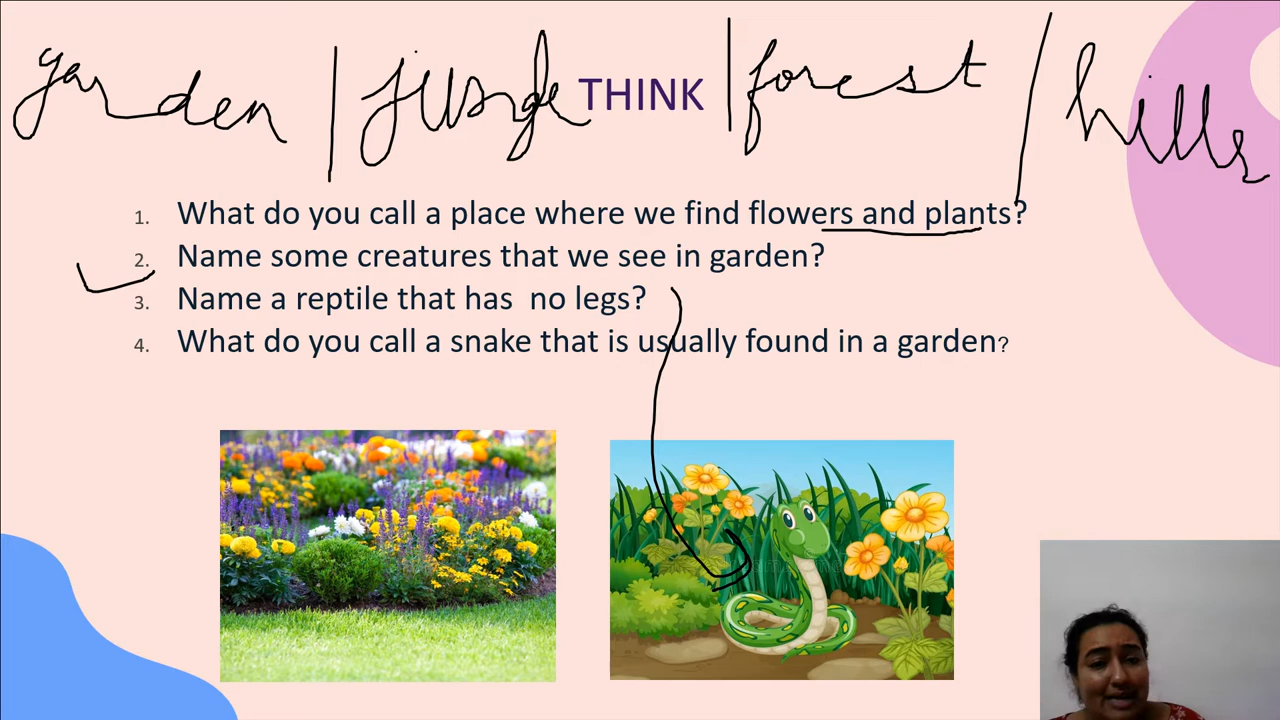 garden | jungle THINK | forest / hills
1. What do you call a place where we find flowers and plants?
2. Name some creatures that we see in garden?
3. Name a reptile that has no legs?
4. What do you call a snake that is usually found in a garden?